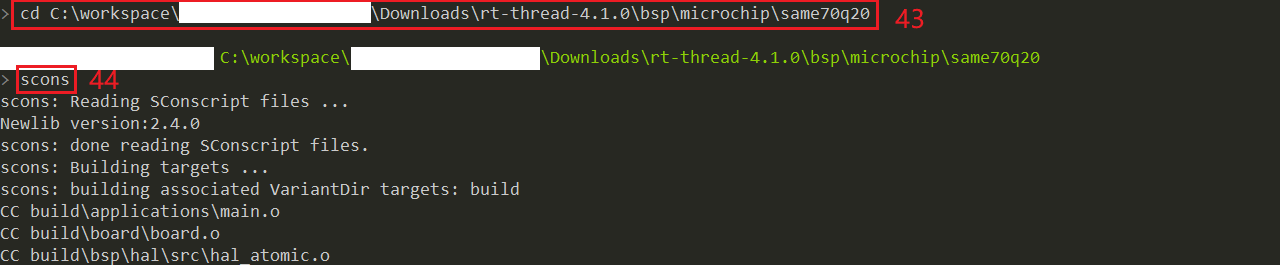 > cd C:\workspace\ \Downloads\rt-thread-4.1.0\bsp\microchip\same70q20 43
C:\workspace\ \Downloads\rt-thread-4.1.0\bsp\microchip\same70q20
> scons 44
scons: Reading SConscript files ...
Newlib version:2.4.0
scons: done reading SConscript files.
scons: Building targets ...
scons: building associated VariantDir targets: build
CC build\applications\main.o
CC build\board\board.o
CC build\bsp\hal\src\hal_atomic.o